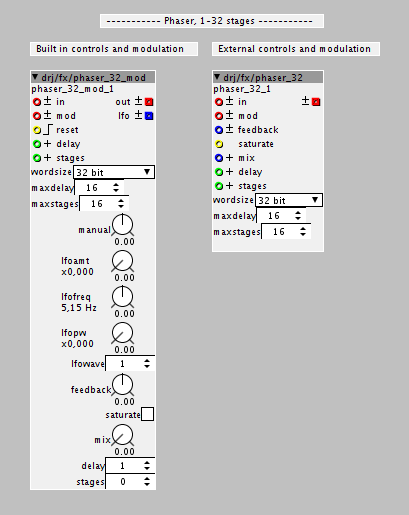 ----------- Phaser, 1-32 stages -----------
Built in controls and modulation
External controls and modulation
▼ drj/fx/phaser_32_mod
phaser_32_mod_1
± in out ±
± mod lfo ±
reset
+ delay
+ stages
wordsize 32 bit ▼
maxdelay 16
maxstages 16
manual
0.00
lfoamt
x0,000
0.00
lfofreq
5,15 Hz
0.00
lfopw
x0,000
0.00
lfowave 1
feedback
0.00
saturate
mix
0.00
delay 1
stages 0
▼ drj/fx/phaser_32
phaser_32_1
± in ±
± mod
± feedback
saturate
+ mix
+ delay
+ stages
wordsize 32 bit ▼
maxdelay 16
maxstages 16